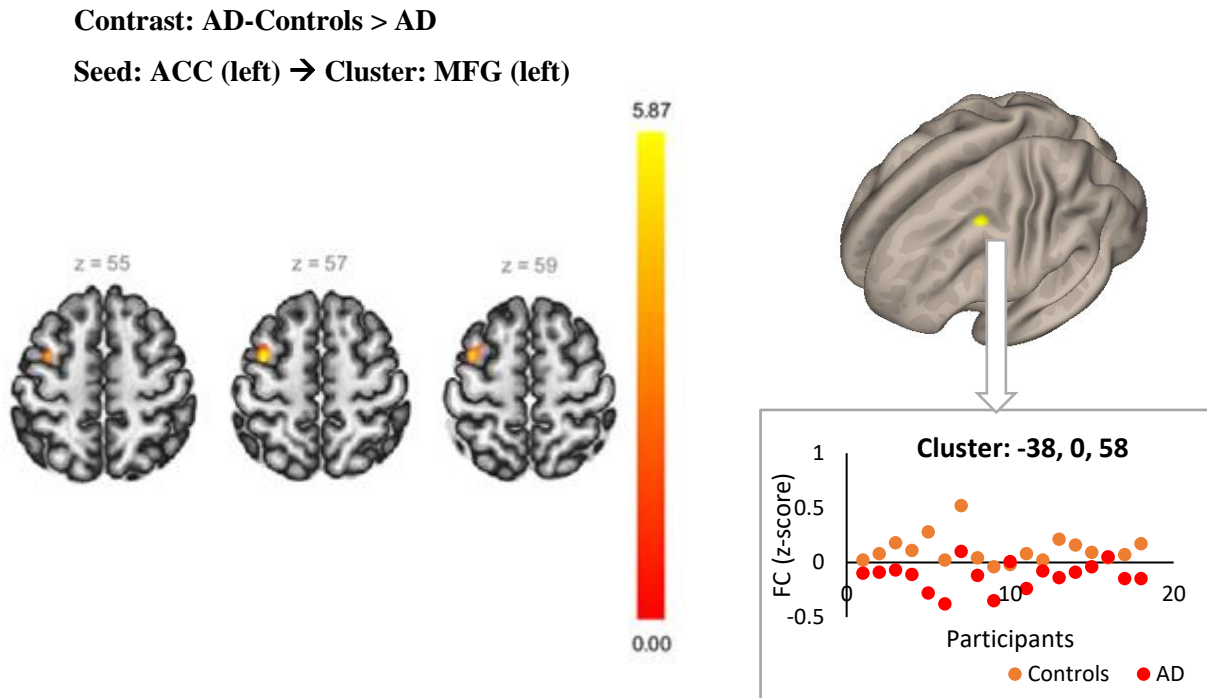 Contrast: AD-Controls > AD
Seed: ACC (left) → Cluster: MFG (left)
5.87
z = 55
z = 57
z = 59
0.00
Cluster: -38, 0, 58
1
0.5
0
-0.5
FC (z-score)
0
10
20
Participants
Controls
AD